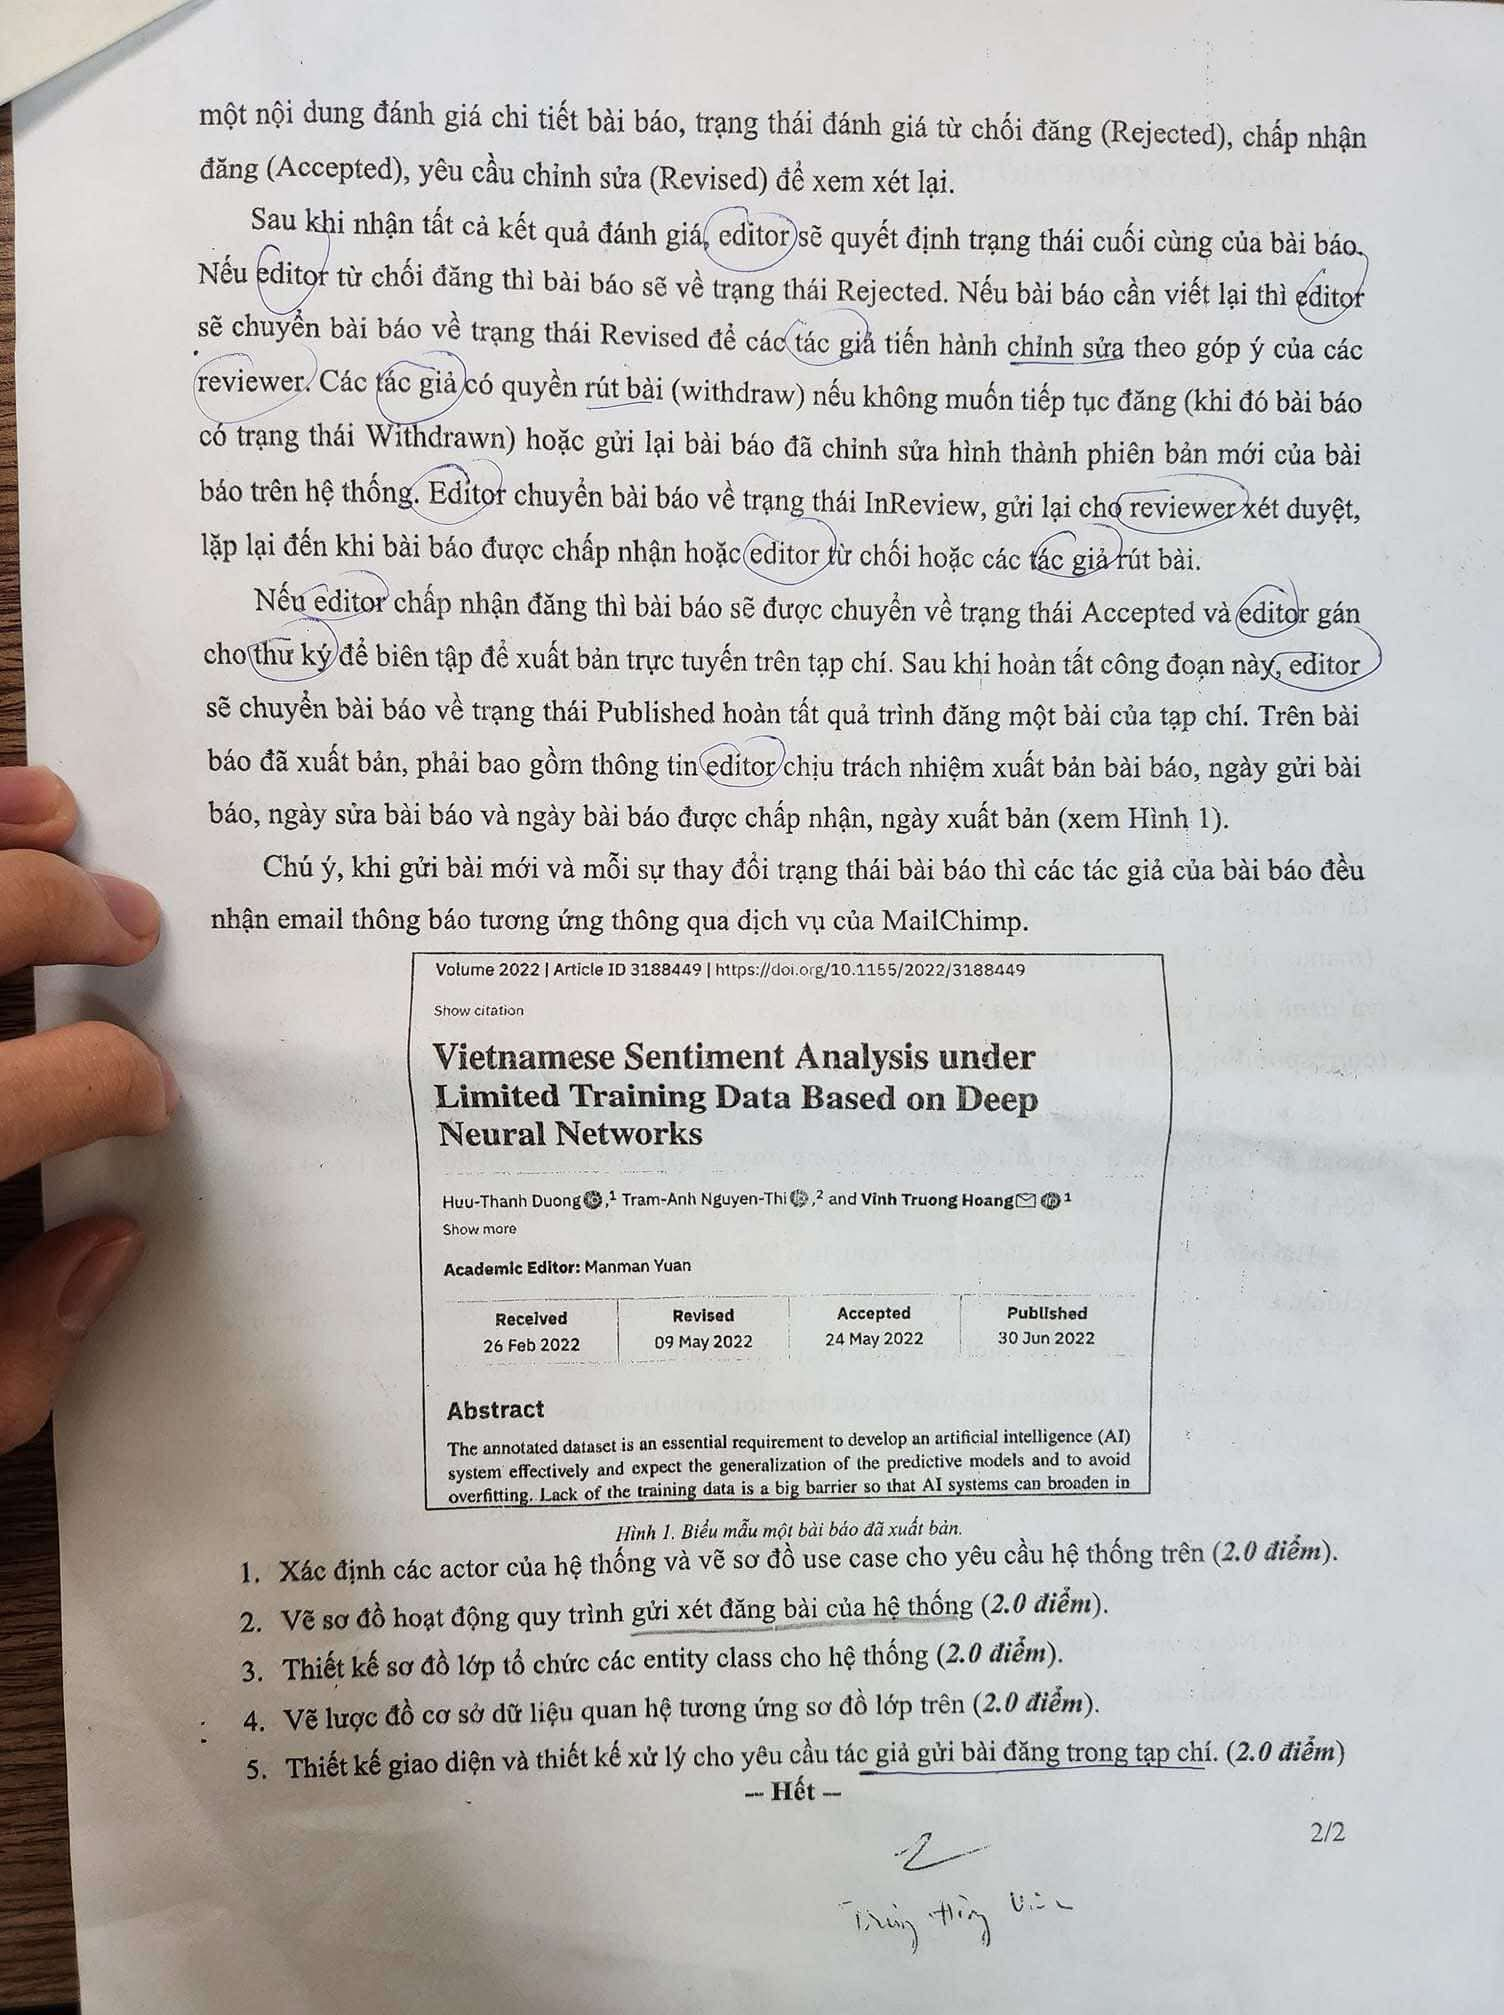 một nội dung đánh giá chi tiết bài báo, trạng thái đánh giá từ chối đăng (Rejected), chấp nhận
đăng (Accepted), yêu cầu chỉnh sửa (Revised) để xem xét lại.
Sau khi nhận tất cả kết quả đánh giá, editor sẽ quyết định trạng thái cuối cùng của bài báo.
Nếu editor từ chối đăng thì bài báo sẽ về trạng thái Rejected. Nếu bài báo cần viết lại thì editor
sẽ chuyển bài báo về trạng thái Revised để các tác giả tiến hành chỉnh sửa theo góp ý của các
reviewer. Các tác giả có quyền rút bài (withdraw) nếu không muốn tiếp tục đăng (khi đó bài báo
có trạng thái Withdrawn) hoặc gửi lại bài báo đã chỉnh sửa hình thành phiên bản mới của bài
báo trên hệ thống. Editor chuyển bài báo về trạng thái InReview, gửi lại cho reviewer xét duyệt,
lặp lại đến khi bài báo được chấp nhận hoặc editor từ chối hoặc các tác giả rút bài.
Nếu editor chấp nhận đăng thì bài báo sẽ được chuyển về trạng thái Accepted và editor gán
cho thư ký để biên tập để xuất bản trực tuyến trên tạp chí. Sau khi hoàn tất công đoạn này, editor
sẽ chuyển bài báo về trạng thái Published hoàn tất quá trình đăng một bài của tạp chí. Trên bài
báo đã xuất bản, phải bao gồm thông tin editor chịu trách nhiệm xuất bản bài báo, ngày gửi bài
báo, ngày sửa bài báo và ngày bài báo được chấp nhận, ngày xuất bản (xem Hình 1).
Chú ý, khi gửi bài mới và mỗi sự thay đổi trạng thái bài báo thì các tác giả của bài báo đều
nhận email thông báo tương ứng thông qua dịch vụ của MailChimp.
Volume 2022 | Article ID 3188449 | https://doi.org/10.1155/2022/3188449
Show citation
Vietnamese Sentiment Analysis under
Limited Training Data Based on Deep
Neural Networks
Huu-Thanh Duong,1 Tram-Anh Nguyen-Thi,2 and Vinh Truong Hoang 1
Show more
Academic Editor: Manman Yuan
Received Revised Accepted Published
26 Feb 2022 09 May 2022 24 May 2022 30 Jun 2022
Abstract
The annotated dataset is an essential requirement to develop an artificial intelligence (AI)
system effectively and expect the generalization of the predictive models and to avoid
overfitting. Lack of the training data is a big barrier so that AI systems can broaden in
Hình 1. Biểu mẫu một bài báo đã xuất bản.
1. Xác định các actor của hệ thống và vẽ sơ đồ use case cho yêu cầu hệ thống trên (2.0 điểm).
2. Vẽ sơ đồ hoạt động quy trình gửi xét đăng bài của hệ thống (2.0 điểm).
3. Thiết kế sơ đồ lớp tổ chức các entity class cho hệ thống (2.0 điểm).
4. Vẽ lược đồ cơ sở dữ liệu quan hệ tương ứng sơ đồ lớp trên (2.0 điểm).
5. Thiết kế giao diện và thiết kế xử lý cho yêu cầu tác giả gửi bài đăng trong tạp chí. (2.0 điểm)
-- Hết --
2/2